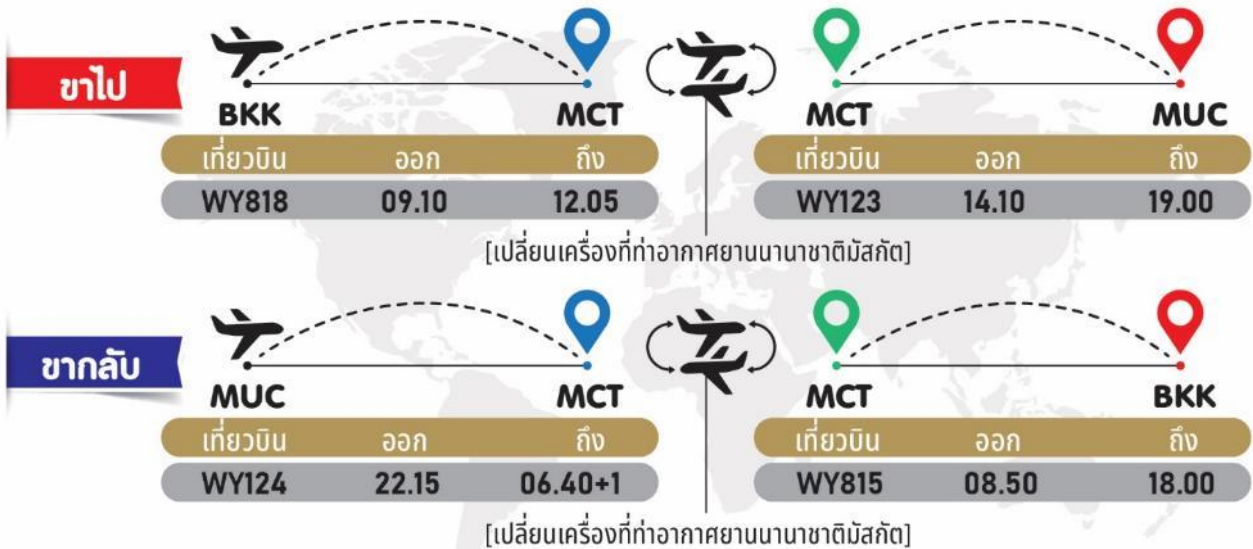 ขาไป
BKK MCT MCT MUC
เที่ยวบิน ออก ถึง เที่ยวบิน ออก ถึง
WY818 09.10 12.05 WY123 14.10 19.00
[เปลี่ยนเครื่องที่ท่าอากาศยานนานาชาติมัสกัต]
ขากลับ
MUC MCT MCT BKK
เที่ยวบิน ออก ถึง เที่ยวบิน ออก ถึง
WY124 22.15 06.40+1 WY815 08.50 18.00
[เปลี่ยนเครื่องที่ท่าอากาศยานนานาชาติมัสกัต]